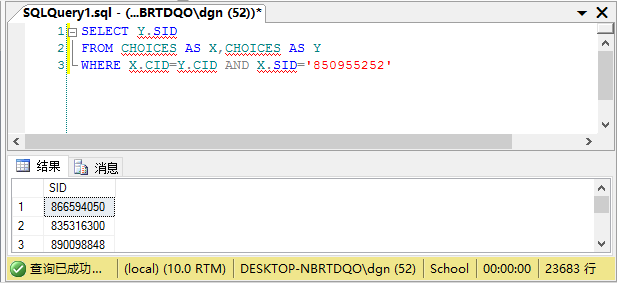 SQLQuery1.sql - (...BRTDQO\dgn (52))*
1 SELECT Y.SID
2 FROM CHOICES AS X,CHOICES AS Y
3 WHERE X.CID=Y.CID AND X.SID='850955252'
结果 消息
SID
1 866594050
2 835316300
3 890098848
查询已成功... (local) (10.0 RTM) DESKTOP-NBRTDQO\dgn (52) School 00:00:00 23683 行